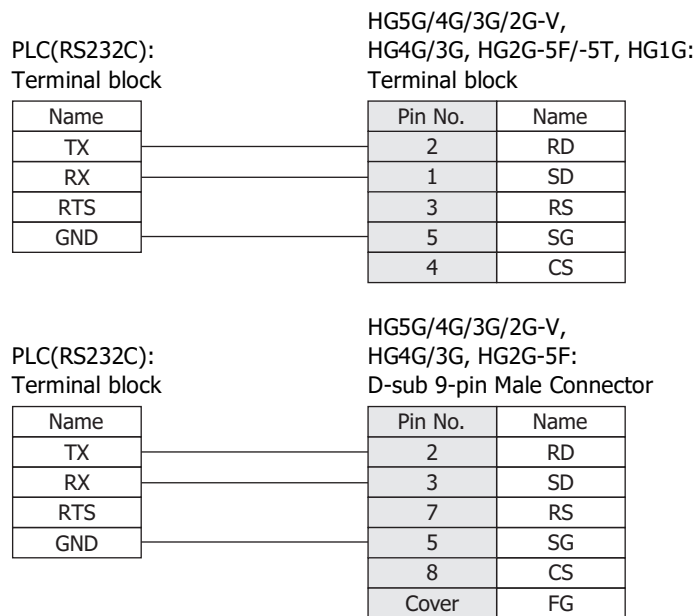 HG5G/4G/3G/2G-V,
PLC(RS232C): HG4G/3G, HG2G-5F/-5T, HG1G:
Terminal block Terminal block
Name Pin No. Name
TX 2 RD
RX 1 SD
RTS 3 RS
GND 5 SG
4 CS
HG5G/4G/3G/2G-V,
PLC(RS232C): HG4G/3G, HG2G-5F:
Terminal block D-sub 9-pin Male Connector
Name Pin No. Name
TX 2 RD
RX 3 SD
RTS 7 RS
GND 5 SG
8 CS
Cover FG